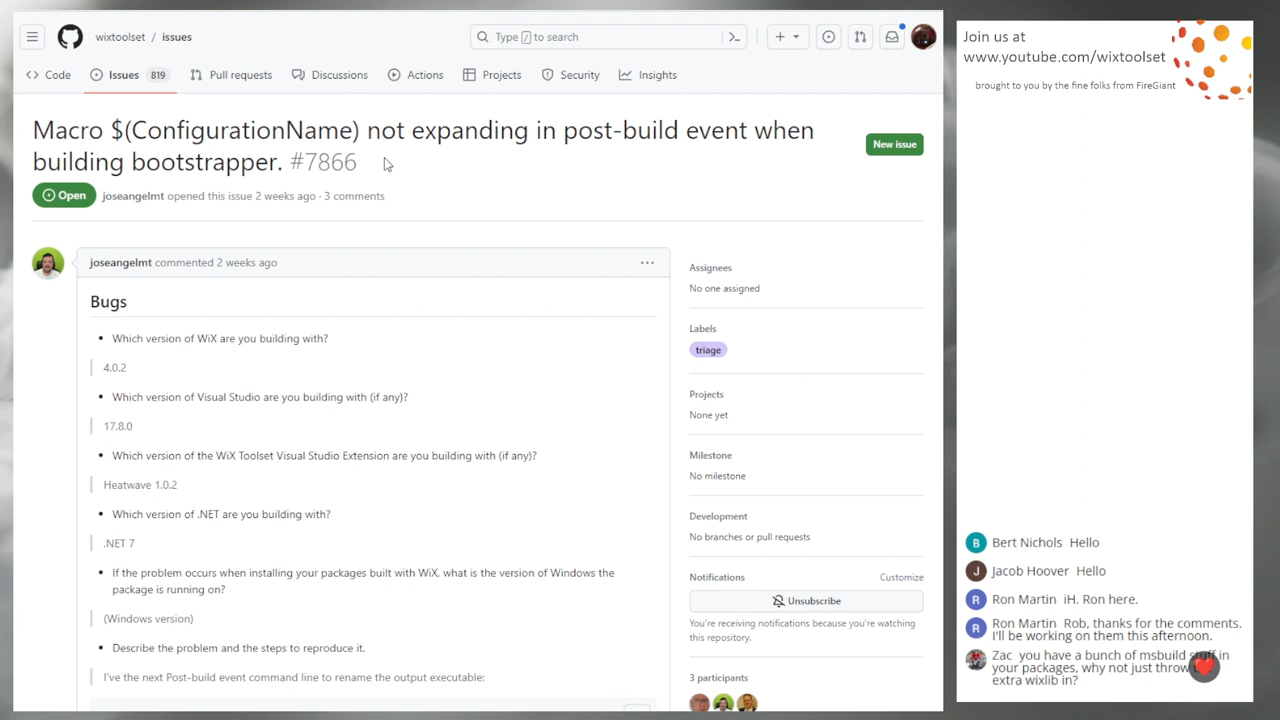 wixtoolset / issues
Type / to search
Code
Issues 819
Pull requests
Discussions
Actions
Projects
Security
Insights
Macro $(ConfigurationName) not expanding in post-build event when
building bootstrapper. #7866
New issue
Open
joseangelmt opened this issue 2 weeks ago · 3 comments
joseangelmt commented 2 weeks ago
Bugs
• Which version of WiX are you building with?
4.0.2
• Which version of Visual Studio are you building with (if any)?
17.8.0
• Which version of the WiX Toolset Visual Studio Extension are you building with (if any)?
Heatwave 1.0.2
• Which version of .NET are you building with?
.NET 7
• If the problem occurs when installing your packages built with WiX, what is the version of Windows the
package is running on?
(Windows version)
• Describe the problem and the steps to reproduce it.
I've the next Post-build event command line to rename the output executable:
Assignees
No one assigned
Labels
triage
Projects
None yet
Milestone
No milestone
Development
No branches or pull requests
Notifications
Customize
Unsubscribe
You're receiving notifications because you're watching
this repository.
3 participants
Join us at
www.youtube.com/wixtoolset
brought to you by the fine folks from FireGiant
B Bert Nichols Hello
J Jacob Hoover Hello
R Ron Martin iH. Ron here.
R Ron Martin Rob, thanks for the comments.
I'll be working on them this afternoon.
Zac you have a bunch of msbuild stuff in
your packages, why not just throw
extra wixlib in?